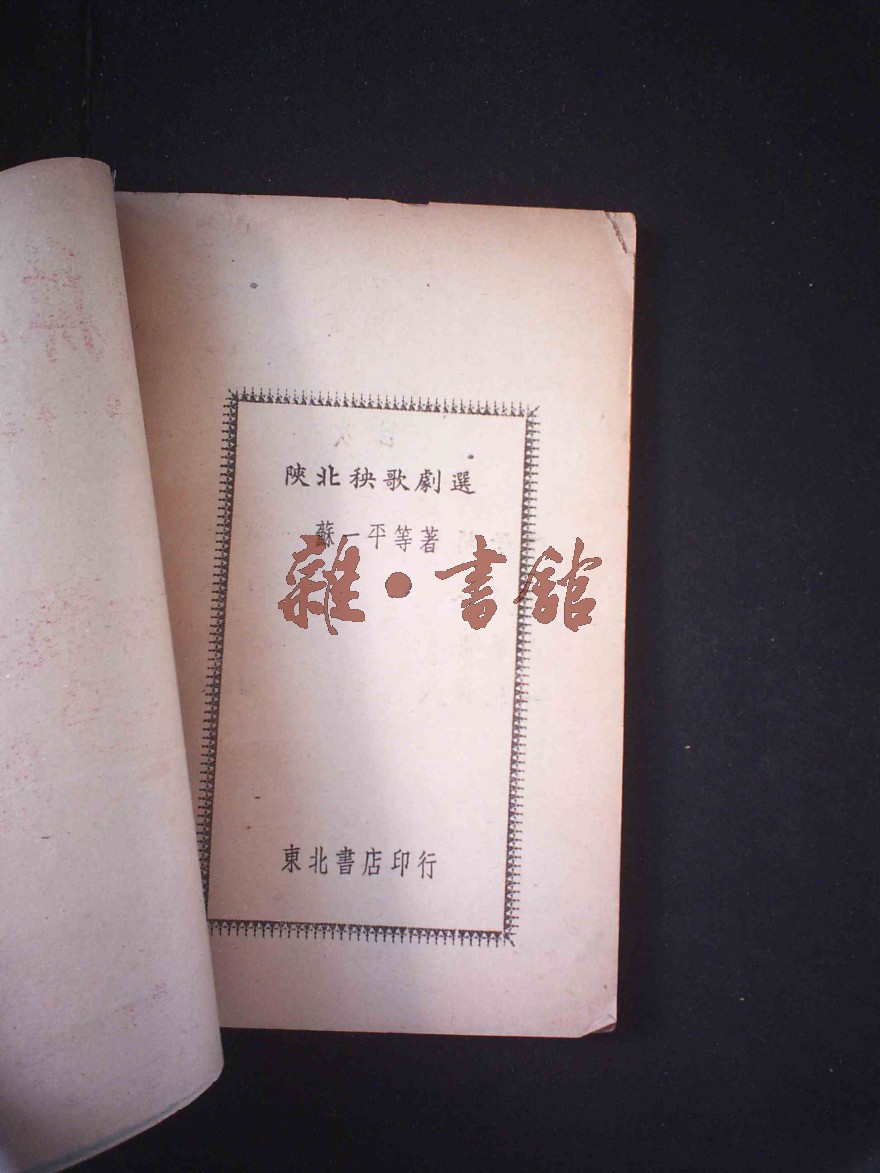 陝北秧歌劇選
蘇一平等著
雜·書館
東北書店印行